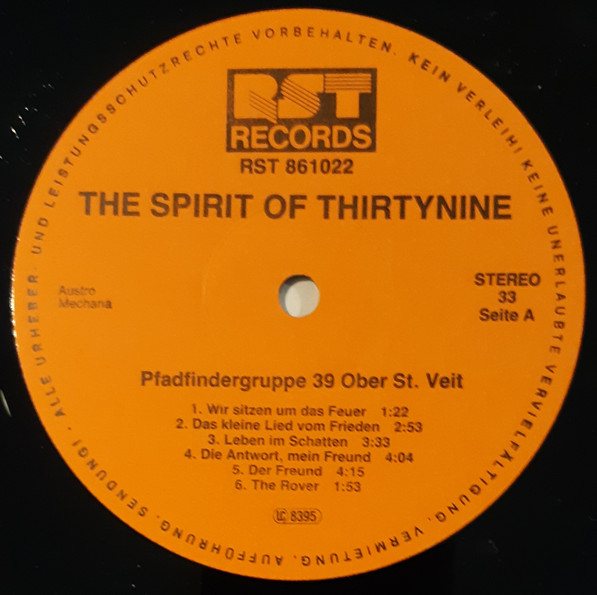 ALLE URHEBER- UND LEISTUNGSSCHUTZRECHTE VORBEHALTEN. KEIN VERLEIH! KEINE UNERLAUBTE VERVIELFÄLTIGUNG, VERMIETUNG, AUFFÜHRUNG, SENDUNG! ·
RST
RECORDS
RST 861022
THE SPIRIT OF THIRTYNINE
Austro
Mechana
STEREO
33
Seite A
Pfadfindergruppe 39 Ober St. Veit
1. Wir sitzen um das Feuer 1:22
2. Das kleine Lied vom Frieden 2:53
3. Leben im Schatten 3:33
4. Die Antwort, mein Freund 4:04
5. Der Freund 4:15
6. The Rover 1:53
LC 8395